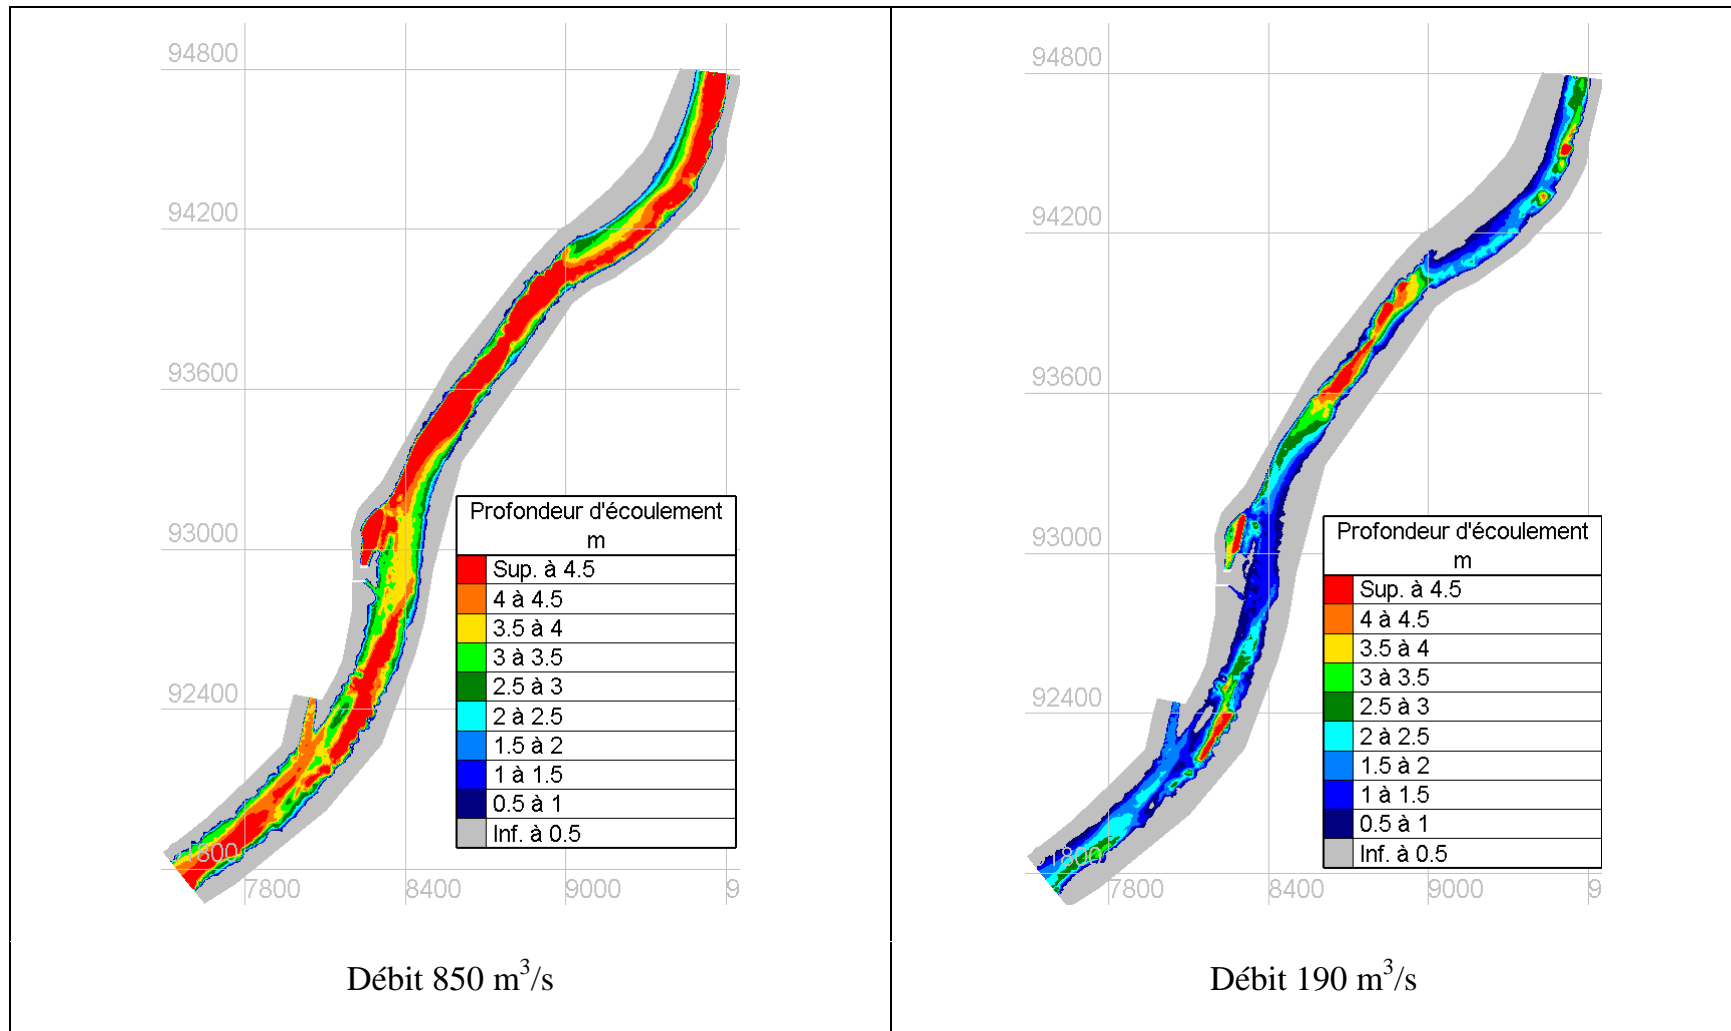 94800
94200
93600
93000
92400
91800
7800
8400
9000
9
Profondeur d'écoulement
m
Sup. à 4.5
4 à 4.5
3.5 à 4
3 à 3.5
2.5 à 3
2 à 2.5
1.5 à 2
1 à 1.5
0.5 à 1
Inf. à 0.5
Débit 850 m³/s
94800
94200
93600
93000
92400
91800
7800
8400
9000
9
Profondeur d'écoulement
m
Sup. à 4.5
4 à 4.5
3.5 à 4
3 à 3.5
2.5 à 3
2 à 2.5
1.5 à 2
1 à 1.5
0.5 à 1
Inf. à 0.5
Débit 190 m³/s